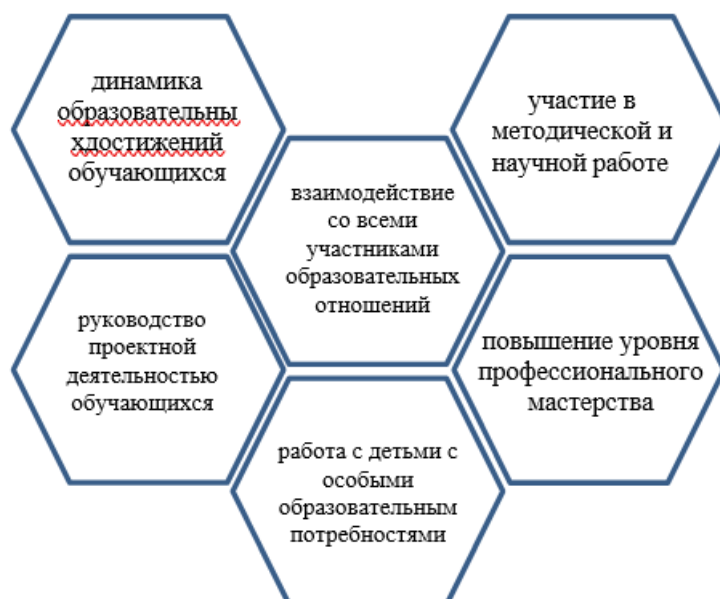 динамика
образовательны
хдостижений
обучающихся
участие в
методической и
научной работе
взаимодействие
со всеми
участниками
образовательных
отношений
руководство
проектной
деятельностью
обучающихся
повышение уровня
профессионального
мастерства
работа с детьми с
особыми
образовательным
потребностями